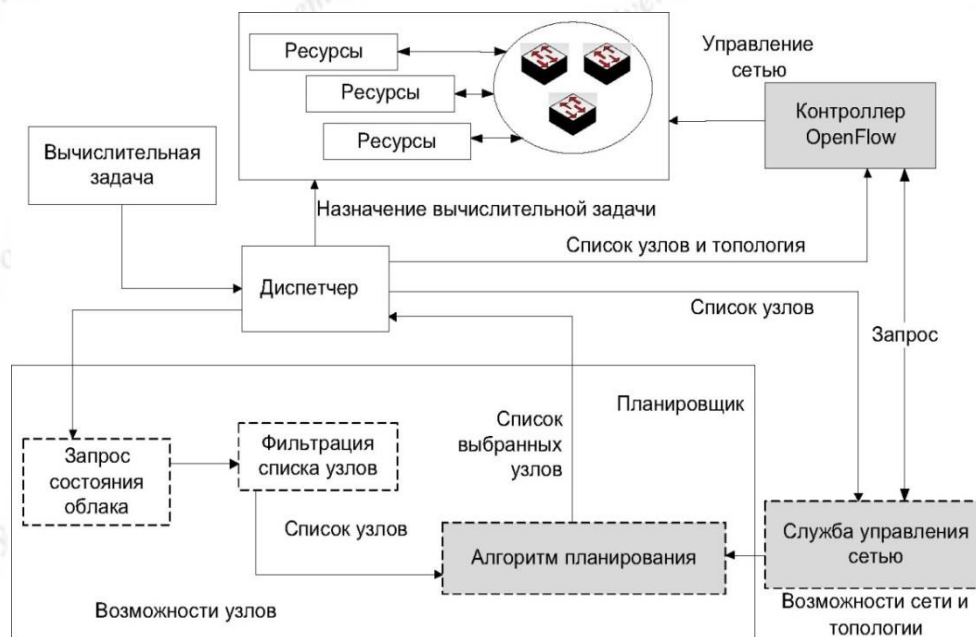 Ресурсы
Ресурсы
Ресурсы
Управление
сетью
Контроллер
OpenFlow
Вычислительная
задача
Назначение вычислительной задачи
Список узлов и топология
Диспетчер
Список узлов
Запрос
Планировщик
Список
выбранных
узлов
Запрос
состояния
облака
Фильтрация
списка узлов
Список узлов
Алгоритм планирования
Служба управления
сетью
Возможности узлов
Возможности сети и
топологии